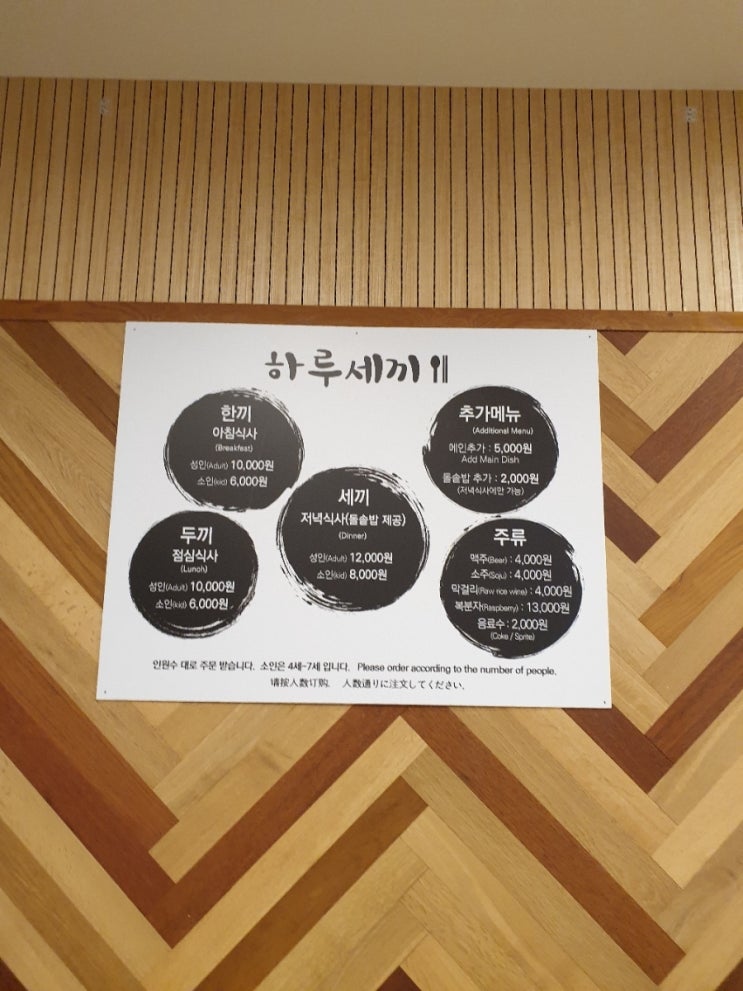 하루세끼
한끼
아침식사
(Breakfast)
성인(Adult) 10,000원
소인(kid) 6,000원
두끼
점심식사
(Lunch)
성인(Adult) 10,000원
소인(kid) 6,000원
세끼
저녁식사(돌솥밥 제공)
(Dinner)
성인(Adult) 12,000원
소인(kid) 8,000원
추가메뉴
(Additional Menu)
메인추가 : 5,000원
Add Main Dish
돌솥밥 추가 : 2,000원
(저녁식사에만 가능)
주류
맥주(Beer) : 4,000원
소주(Soju) : 4,000원
막걸리(Raw rice wine) : 4,000원
복분자(Raspberry) : 13,000원
음료수 : 2,000원
(Coke / Sprite)
인원수 대로 주문 받습니다. 소인은 4세-7세 입니다. Please order according to the number of people.
请按人数订购. 人数通りに注文してください.